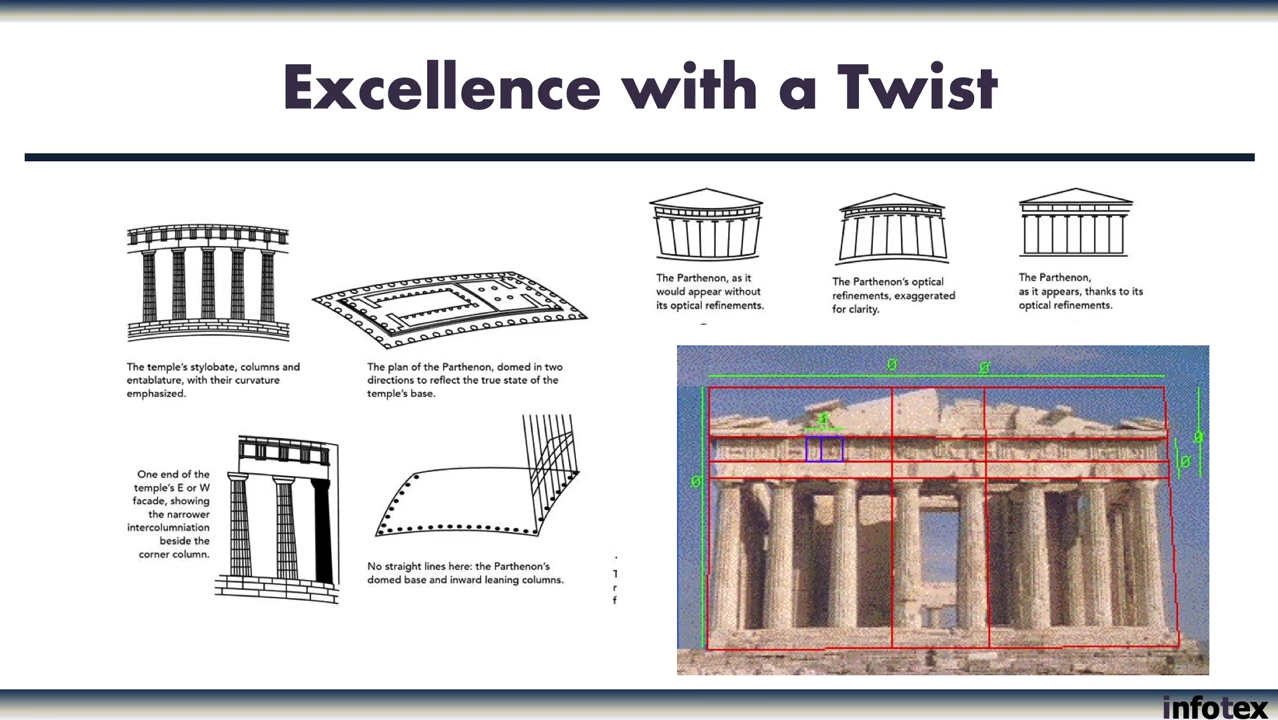 Excellence with a Twist
The temple's stylobate, columns and
entablature, with their curvature
emphasized.
The plan of the Parthenon, domed in two
directions to reflect the true state of the
temple's base.
The Parthenon, as it
would appear without
its optical refinements.
The Parthenon's optical
refinements, exaggerated
for clarity.
The Parthenon,
as it appears, thanks to its
optical refinements.
One end of the
temple's E or W
facade, showing
the narrower
intercolumniation
beside the
corner column.
No straight lines here: the Parthenon's
domed base and inward leaning columns.
T
r
f
Ø
Ø
Ø
Ø
Ø
infotex